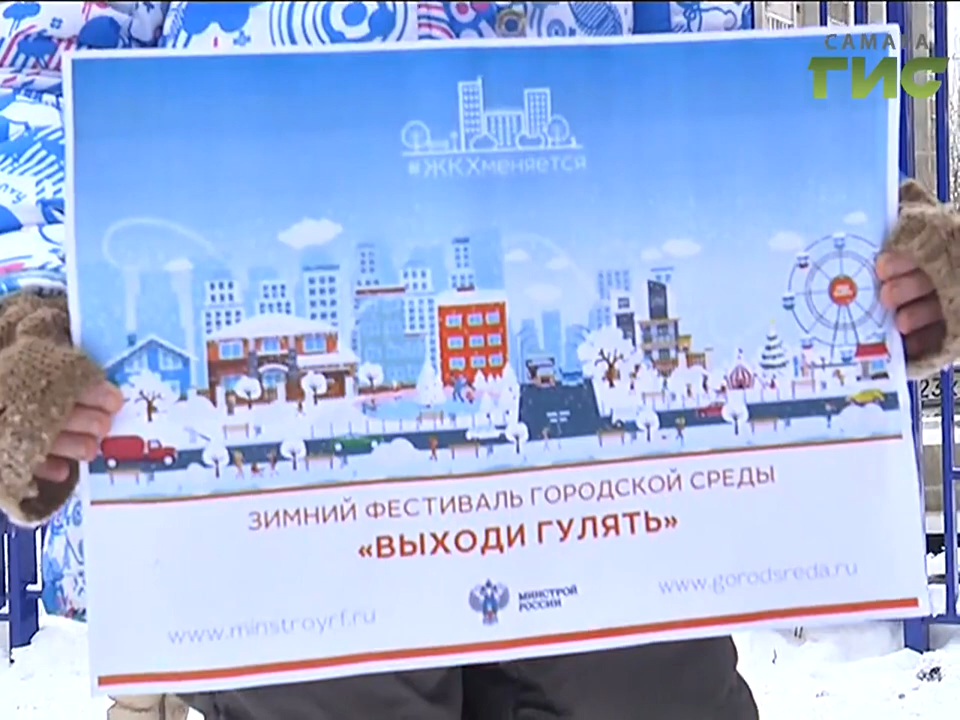 САМАРА
ГИС
#ЖКХменяется
ЗИМНИЙ ФЕСТИВАЛЬ ГОРОДСКОЙ СРЕДЫ
«ВЫХОДИ ГУЛЯТЬ»
www.minstroyrf.ru
МИНСТРОЙ
РОССИИ
www.gorodsreda.ru